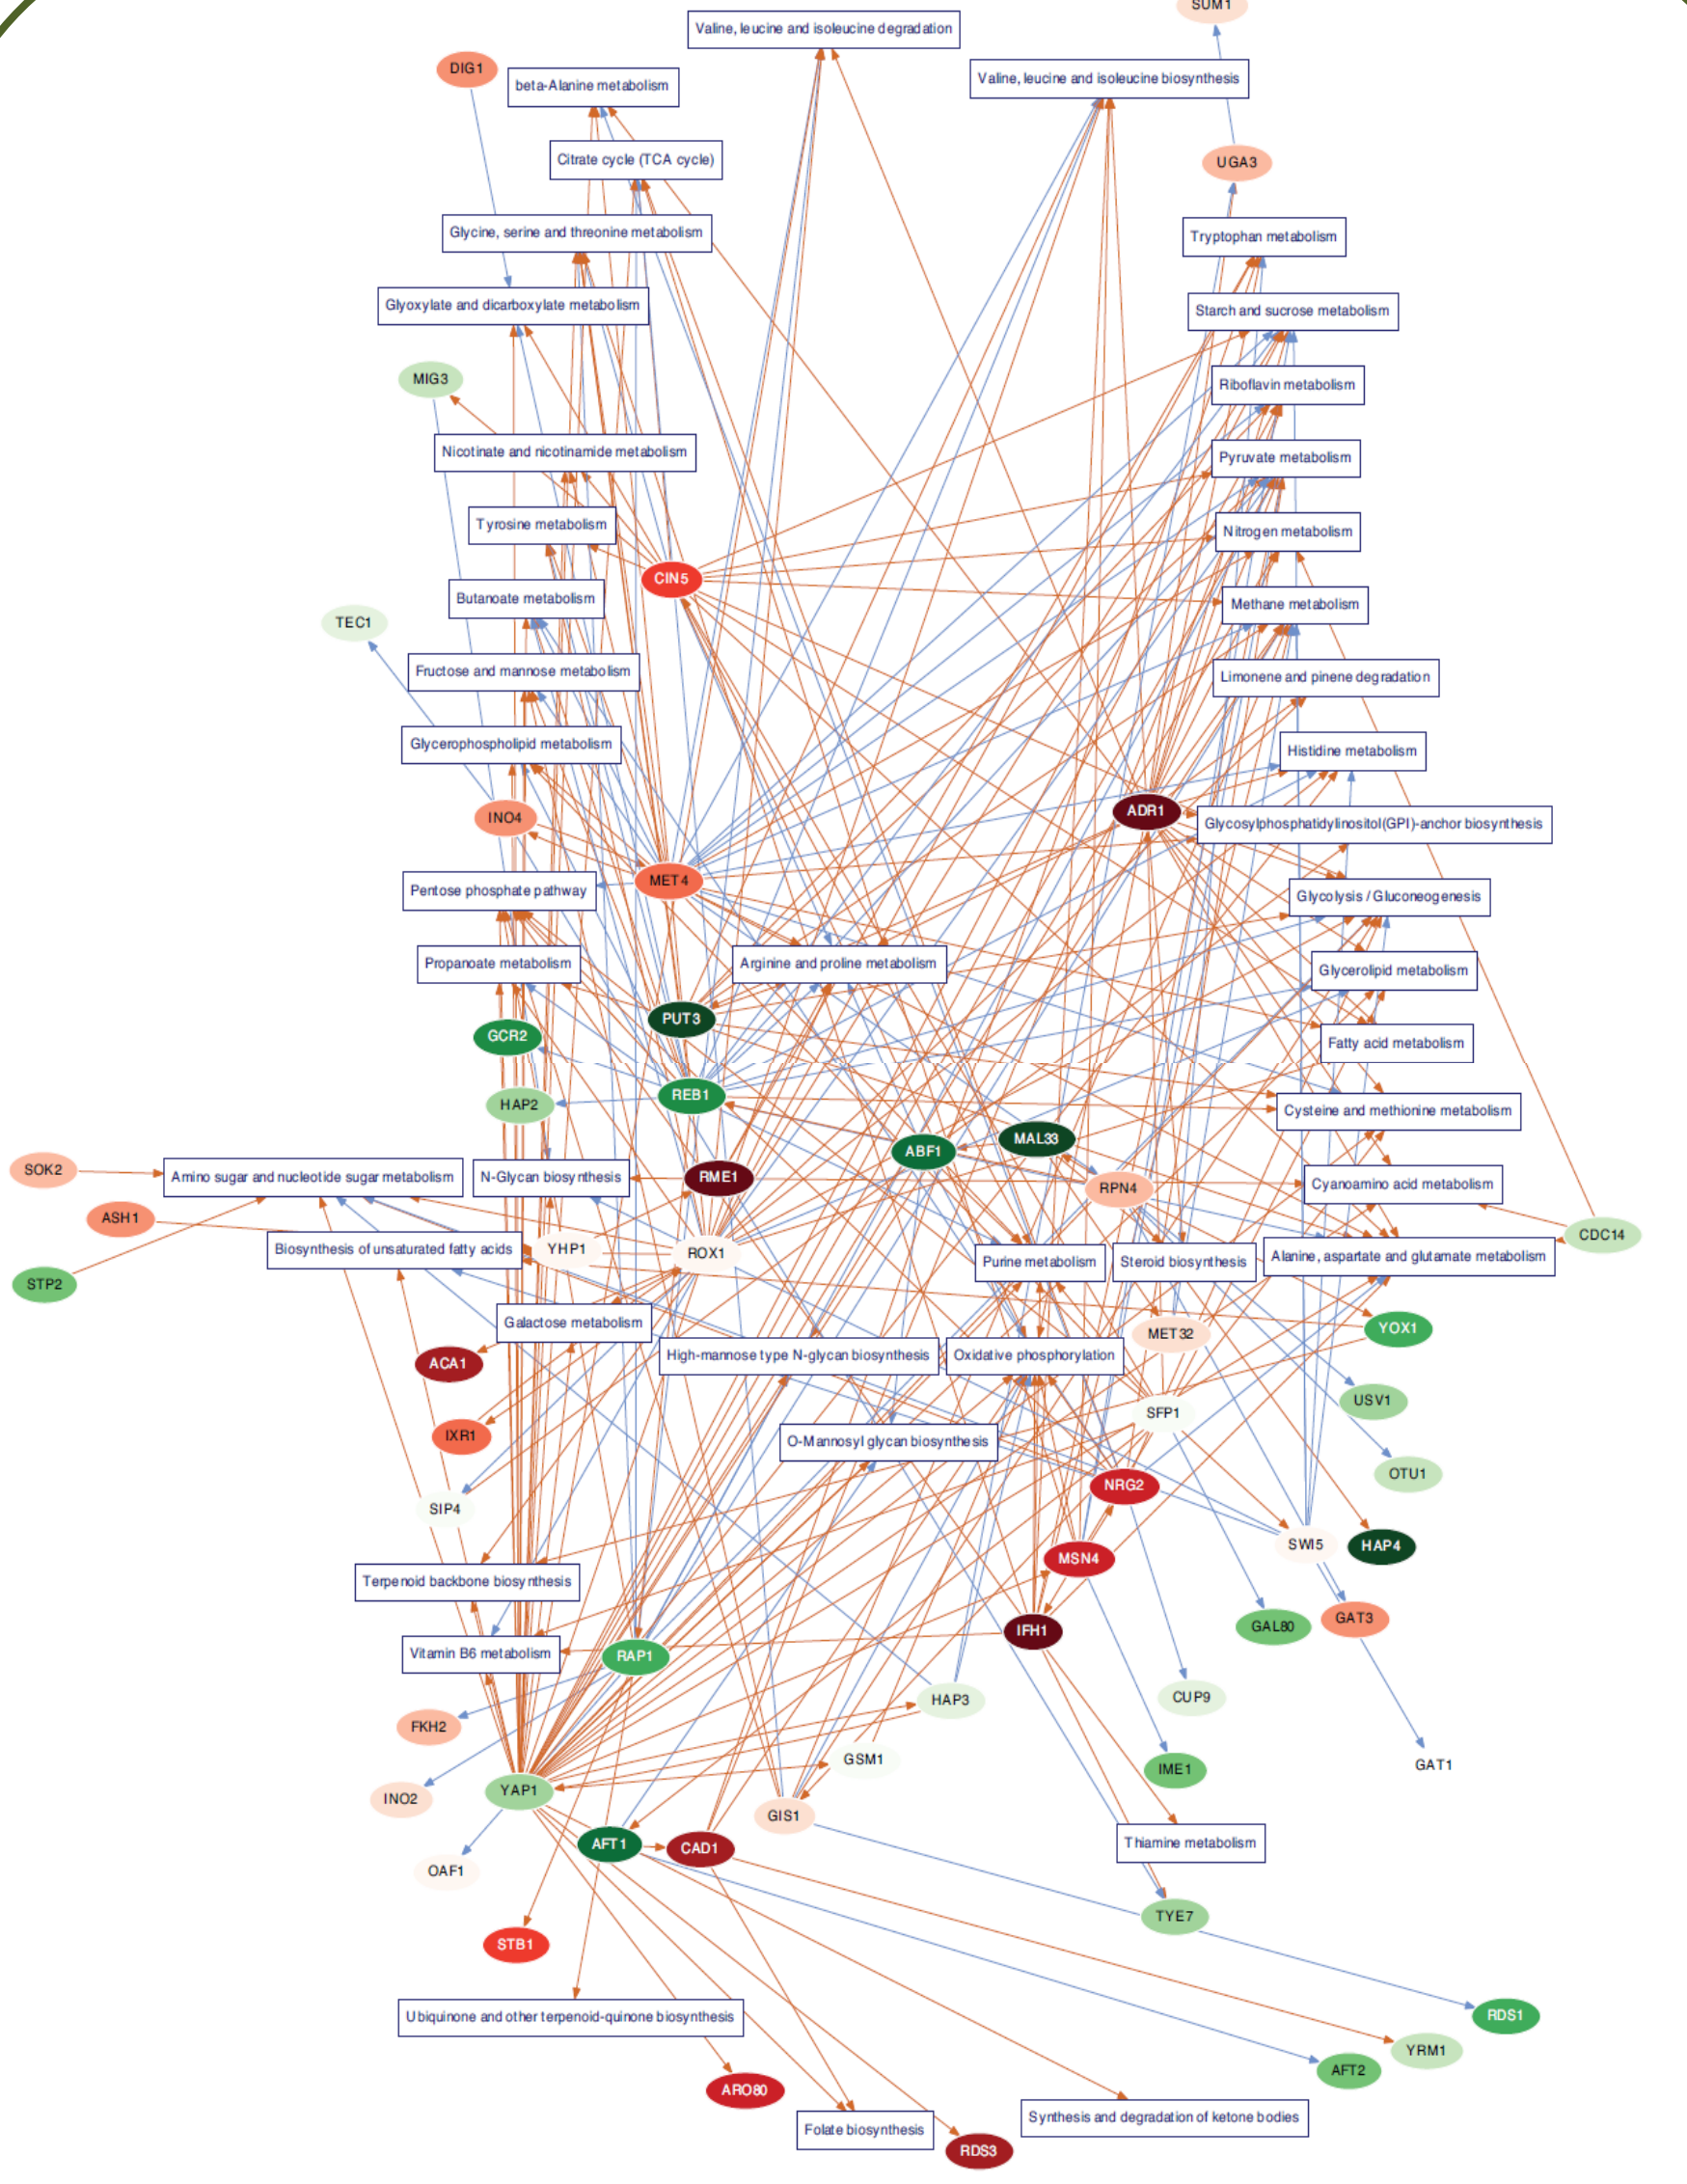 SUM1
Valine, leucine and isoleucine degradation
DIG1
Valine, leucine and isoleucine biosynthesis
beta-Alanine metabolism
Citrate cycle (TCA cycle)
UGA3
Glycine, serine and threonine metabolism
Tryptophan metabolism
Glyoxylate and dicarboxylate metabolism
Starch and sucrose metabolism
MIG3
Riboflavin metabolism
Nicotinate and nicotinamide metabolism
Pyruvate metabolism
Tyrosine metabolism
Nitrogen metabolism
CIN5
Butanoate metabolism
Methane metabolism
TEC1
Fructose and mannose metabolism
Limonene and pinene degradation
Glycerophospholipid metabolism
Histidine metabolism
ADR1
INO4
Glycosylphosphatidylinositol(GPI)-anchor biosynthesis
MET4
Pentose phosphate pathway
Glycolysis / Gluconeogenesis
Propanoate metabolism
Arginine and proline metabolism
Glycerolipid metabolism
PUT3
GCR2
Fatty acid metabolism
REB1
HAP2
Cysteine and methionine metabolism
MAL33
ABF1
SOK2
Amino sugar and nucleotide sugar metabolism
N-Glycan biosynthesis
RME1
RPN4
Cyanoamino acid metabolism
ASH1
CDC14
Biosynthesis of unsaturated fatty acids
YHP1
ROX1
Purine metabolism
Steroid biosynthesis
Alanine, aspartate and glutamate metabolism
STP2
Galactose metabolism
MET32
YOX1
ACA1
High-mannose type N-glycan biosynthesis
Oxidative phosphorylation
USV1
SFP1
IXR1
O-Mannosyl glycan biosynthesis
OTU1
NRG2
SIP4
SWI5
HAP4
MSN4
Terpenoid backbone biosynthesis
GAT3
GAL80
IFH1
Vitamin B6 metabolism
RAP1
HAP3
CUP9
FKH2
GSM1
GAT1
IME1
YAP1
INO2
GIS1
AFT1
CAD1
Thiamine metabolism
OAF1
TYE7
STB1
Ubiquinone and other terpenoid-quinone biosynthesis
RDS1
YRM1
AFT2
ARO80
Synthesis and degradation of ketone bodies
Folate biosynthesis
RDS3